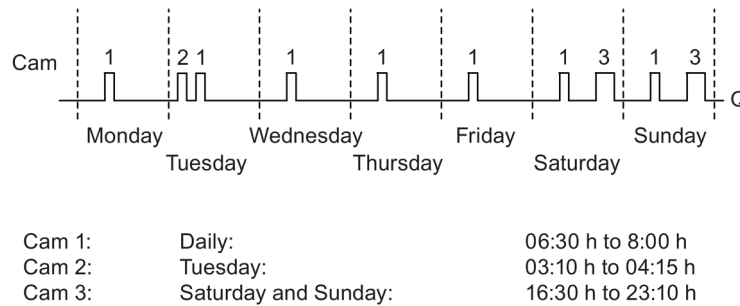 1 2 1 1 1 1 1 3 1 3
Cam
Q
Monday Wednesday Friday Sunday
Tuesday Thursday Saturday
Cam 1: Daily: 06:30 h to 8:00 h
Cam 2: Tuesday: 03:10 h to 04:15 h
Cam 3: Saturday and Sunday: 16:30 h to 23:10 h